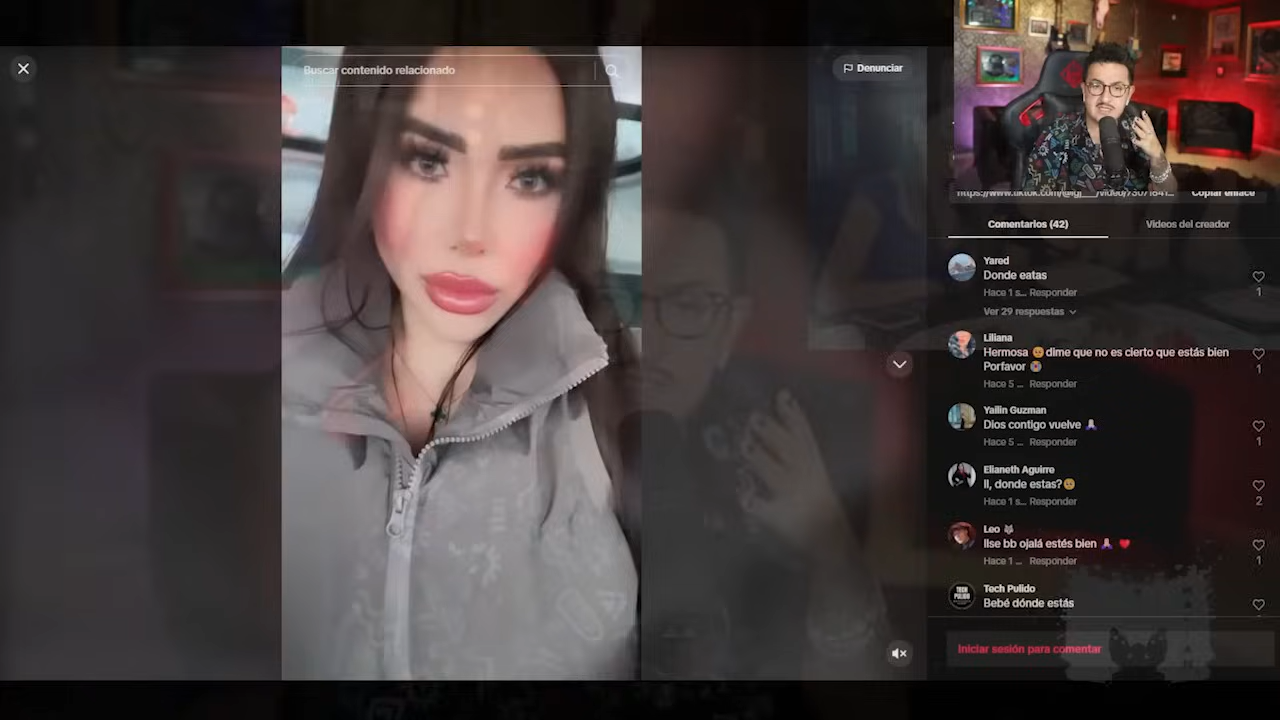 Buscar contenido relacionado
Denunciar
Copiar enlace
Comentarios (42)
Videos del creador
Yared
Donde eatas
Hace 1 s... Responder
1
Ver 29 respuestas
Liliana
Hermosa 🥺dime que no es cierto que estás bien
Porfavor
1
Hace 5 ... Responder
Yailin Guzman
Dios contigo vuelve
Hace 5 ... Responder
1
Elianeth Aguirre
Il, donde estas?🥺
Hace 1 s... Responder
2
Leo
Ilse bb ojalá estés bien 🙏 ❤️
Hace 1 ... Responder
1
TECH PULIDO
Tech Pulido
Bebé dónde estás
Iniciar sesión para comentar